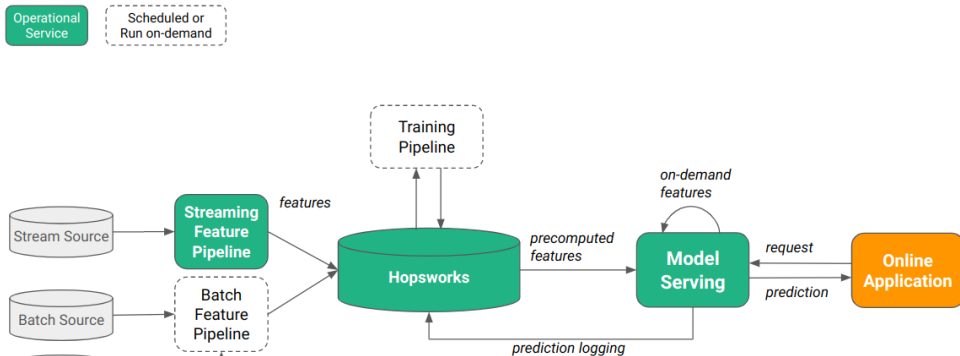 Operational
Service
Scheduled or
Run on-demand
Training
Pipeline
on-demand
features
features
Streaming
Feature
Pipeline
Stream Source
precomputed
features
Hopsworks
Model
Serving
request
prediction
Online
Application
Batch
Feature
Pipeline
Batch Source
prediction logging